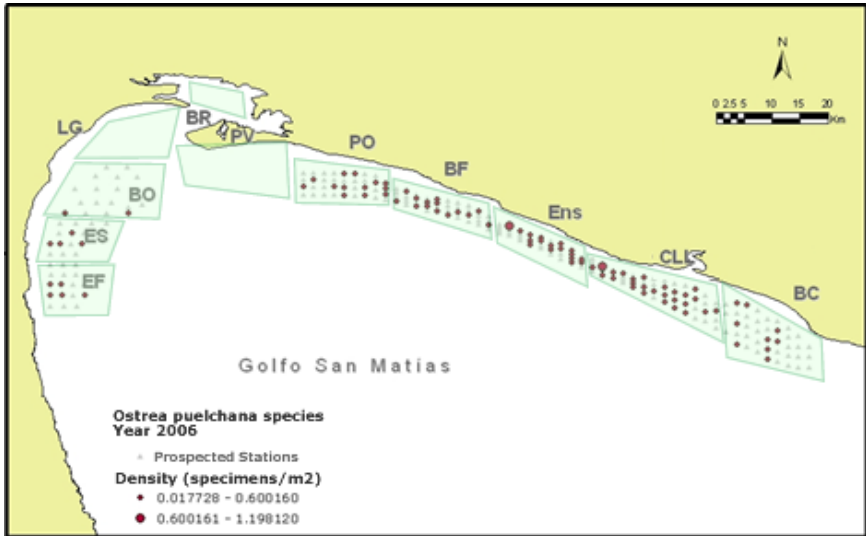 N
0 2.5 5 10 15 20
Km
LG
BR
PV
PO
BF
BO
Ens
ES
CLL
EF
BC
Golfo San Matías
Ostrea puelchana species
Year 2006
Prospected Stations
Density (specimens/m2)
0.017728 - 0.600160
0.600161 - 1.198120